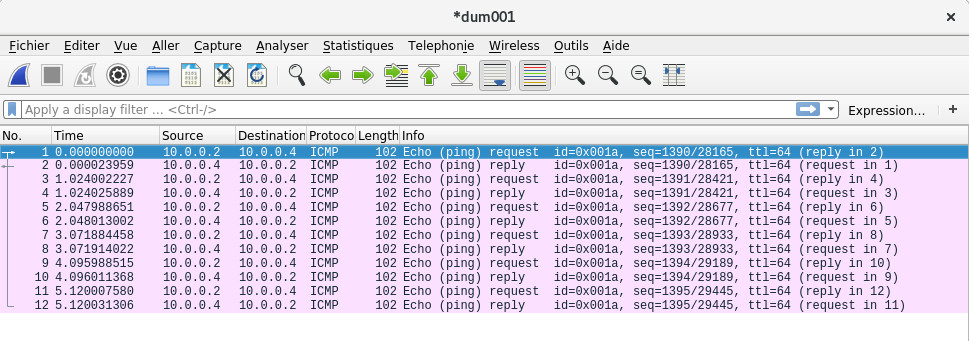 *dum001 ×
Fichier Editer Vue Aller Capture Analyser Statistiques Telephonie Wireless Outils Aide
Apply a display filter ... <Ctrl-/> Expression... +
No. Time Source Destination Protoco Length Info
1 0.000000000 10.0.0.2 10.0.0.4 ICMP 102 Echo (ping) request id=0x001a, seq=1390/28165, ttl=64 (reply in 2)
2 0.000023959 10.0.0.4 10.0.0.2 ICMP 102 Echo (ping) reply id=0x001a, seq=1390/28165, ttl=64 (request in 1)
3 1.024002227 10.0.0.2 10.0.0.4 ICMP 102 Echo (ping) request id=0x001a, seq=1391/28421, ttl=64 (reply in 4)
4 1.024025889 10.0.0.4 10.0.0.2 ICMP 102 Echo (ping) reply id=0x001a, seq=1391/28421, ttl=64 (request in 3)
5 2.047988651 10.0.0.2 10.0.0.4 ICMP 102 Echo (ping) request id=0x001a, seq=1392/28677, ttl=64 (reply in 6)
6 2.048013002 10.0.0.4 10.0.0.2 ICMP 102 Echo (ping) reply id=0x001a, seq=1392/28677, ttl=64 (request in 5)
7 3.071884458 10.0.0.2 10.0.0.4 ICMP 102 Echo (ping) request id=0x001a, seq=1393/28933, ttl=64 (reply in 8)
8 3.071914022 10.0.0.4 10.0.0.2 ICMP 102 Echo (ping) reply id=0x001a, seq=1393/28933, ttl=64 (request in 7)
9 4.095988515 10.0.0.2 10.0.0.4 ICMP 102 Echo (ping) request id=0x001a, seq=1394/29189, ttl=64 (reply in 10)
10 4.096011368 10.0.0.4 10.0.0.2 ICMP 102 Echo (ping) reply id=0x001a, seq=1394/29189, ttl=64 (request in 9)
11 5.120007580 10.0.0.2 10.0.0.4 ICMP 102 Echo (ping) request id=0x001a, seq=1395/29445, ttl=64 (reply in 12)
12 5.120031306 10.0.0.4 10.0.0.2 ICMP 102 Echo (ping) reply id=0x001a, seq=1395/29445, ttl=64 (request in 11)